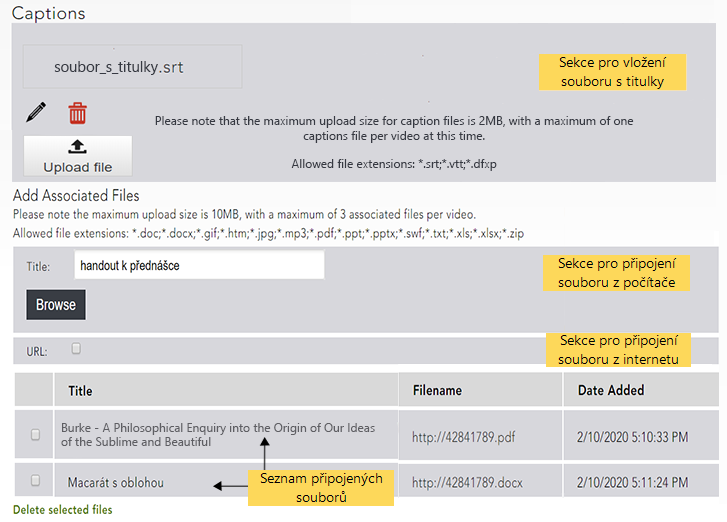 Captions
soubor_s_titulky.srt
Sekce pro vložení
souboru s titulky
Please note that the maximum upload size for caption files is 2MB, with a maximum of one
captions file per video at this time.
Upload file
Allowed file extensions: *.srt;*.vtt;*.dfxp
Add Associated Files
Please note the maximum upload size is 10MB, with a maximum of 3 associated files per video.
Allowed file extensions: *.doc;*.docx;*.gif;*.htm;*.jpg;*.mp3;*.pdf;*.ppt;*.pptx;*.swf;*.txt;*.xls;*.xlsx;*.zip
Title:
handout k přednášce
Sekce pro připojení
souboru z počítače
Browse
URL:
Sekce pro připojení
souboru z internetu
Title Filename Date Added
Burke - A Philosophical Enquiry into the Origin of Our Ideas
of the Sublime and Beautiful
http://42841789.pdf
2/10/2020 5:10:33 PM
Macarát s oblohou
http://42841789.docx
2/10/2020 5:11:24 PM
Seznam připojených
souborů
Delete selected files